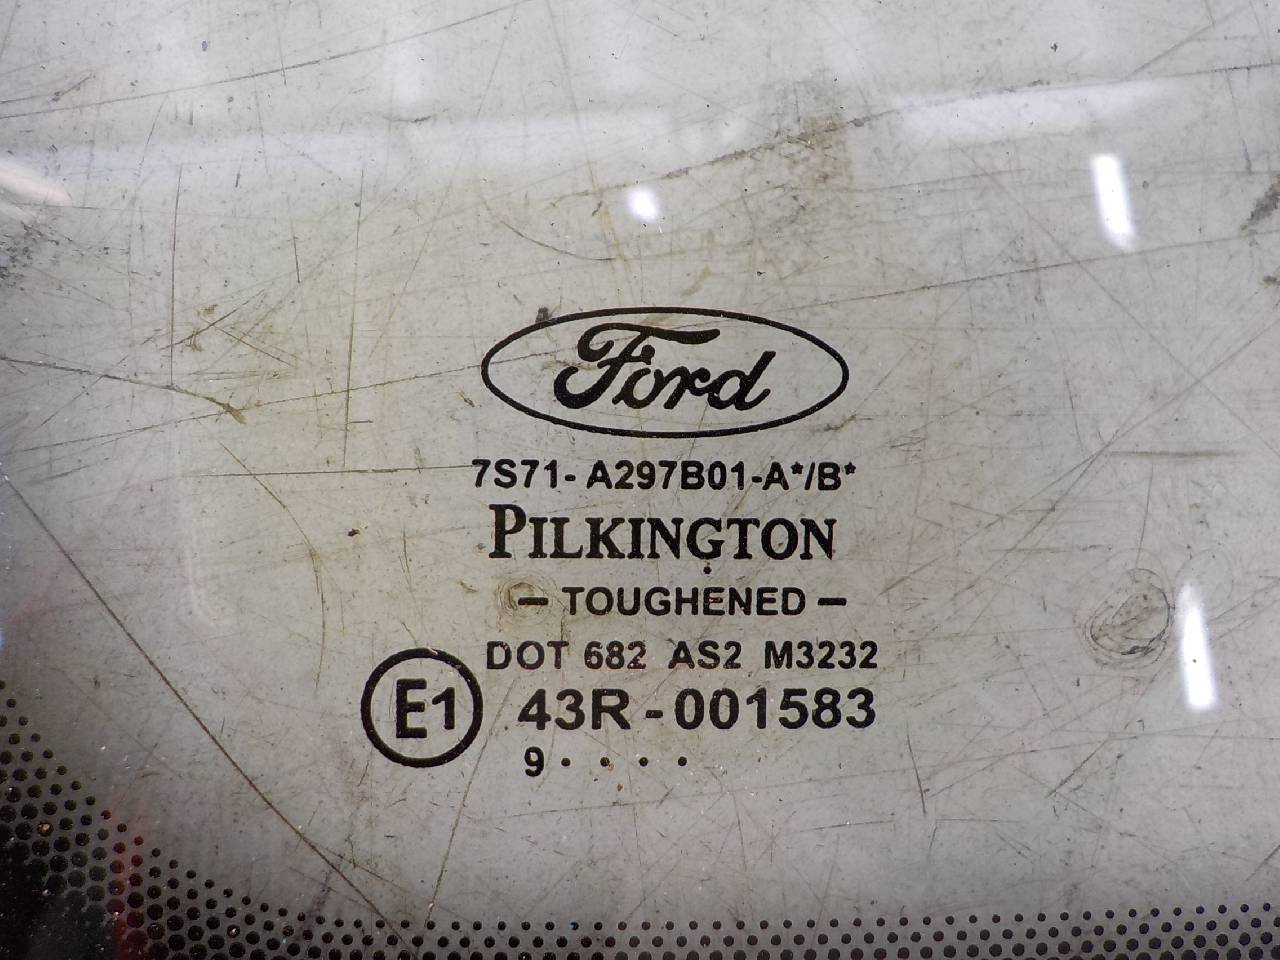 Ford
7S71-A297B01-A*/B*
PILKINGTON
- TOUGHENED -
DOT 682 AS2 M3232
E1 43R-001583
9 . . . .